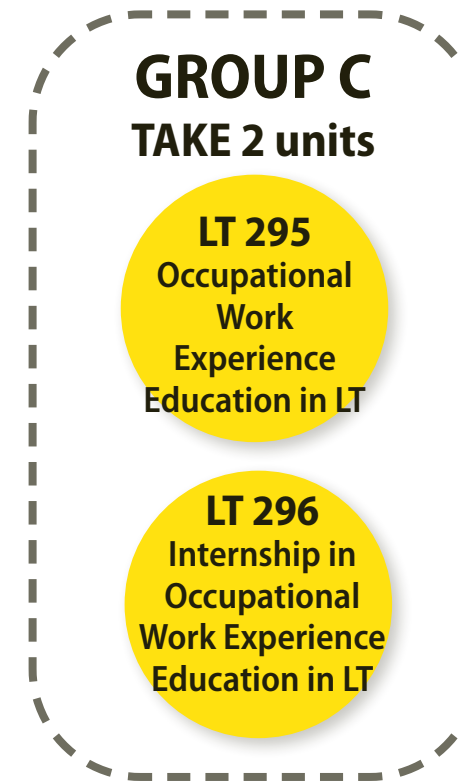 GROUP C
TAKE 2 units
LT 295
Occupational
Work
Experience
Education in LT
LT 296
Internship in
Occupational
Work Experience
Education in LT